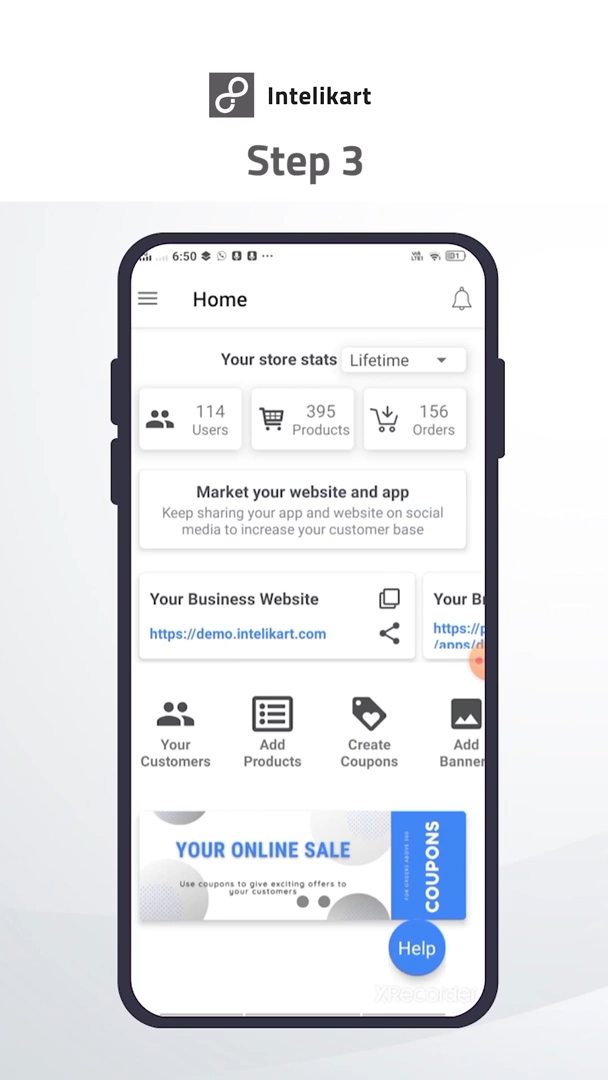 Intelikart
Step 3
6:50
Home
Your store stats
Lifetime
114
Users
395
Products
156
Orders
Market your website and app
Keep sharing your app and website on social
media to increase your customer base
Your Business Website
https://demo.intelikart.com
Your B
https://p
/apps/d
Your
Customers
Add
Products
Create
Coupons
Add
Banner
YOUR ONLINE SALE
Use coupons to give exciting offers to
your customers
COUPONS
Help
XRecorder